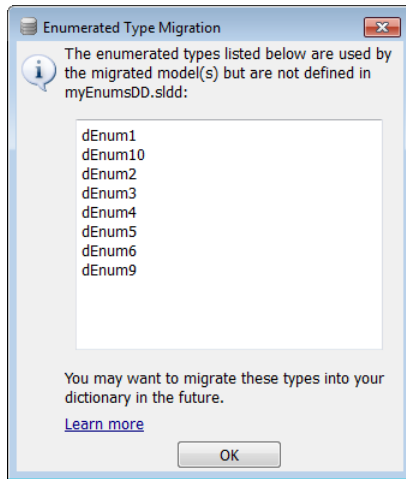 Enumerated Type Migration
The enumerated types listed below are used by
the migrated model(s) but are not defined in
myEnumsDD.sldd:
dEnum1
dEnum10
dEnum2
dEnum3
dEnum4
dEnum5
dEnum6
dEnum9
You may want to migrate these types into your
dictionary in the future.
Learn more
OK